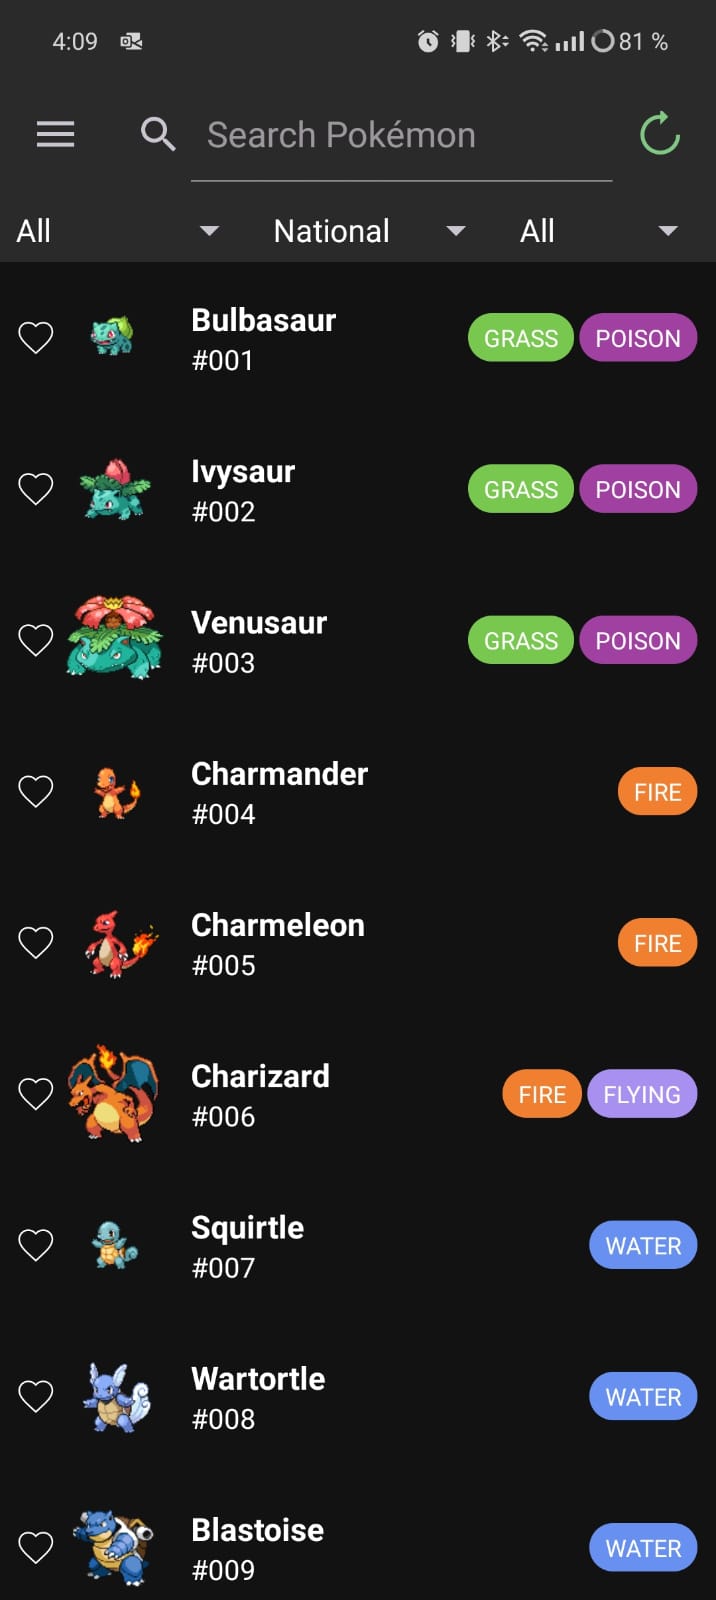 4:09 81 %
Search Pokémon
All National All
Bulbasaur
#001
GRASS POISON
Ivysaur
#002
GRASS POISON
Venusaur
#003
GRASS POISON
Charmander
#004
FIRE
Charmeleon
#005
FIRE
Charizard
#006
FIRE FLYING
Squirtle
#007
WATER
Wartortle
#008
WATER
Blastoise
#009
WATER